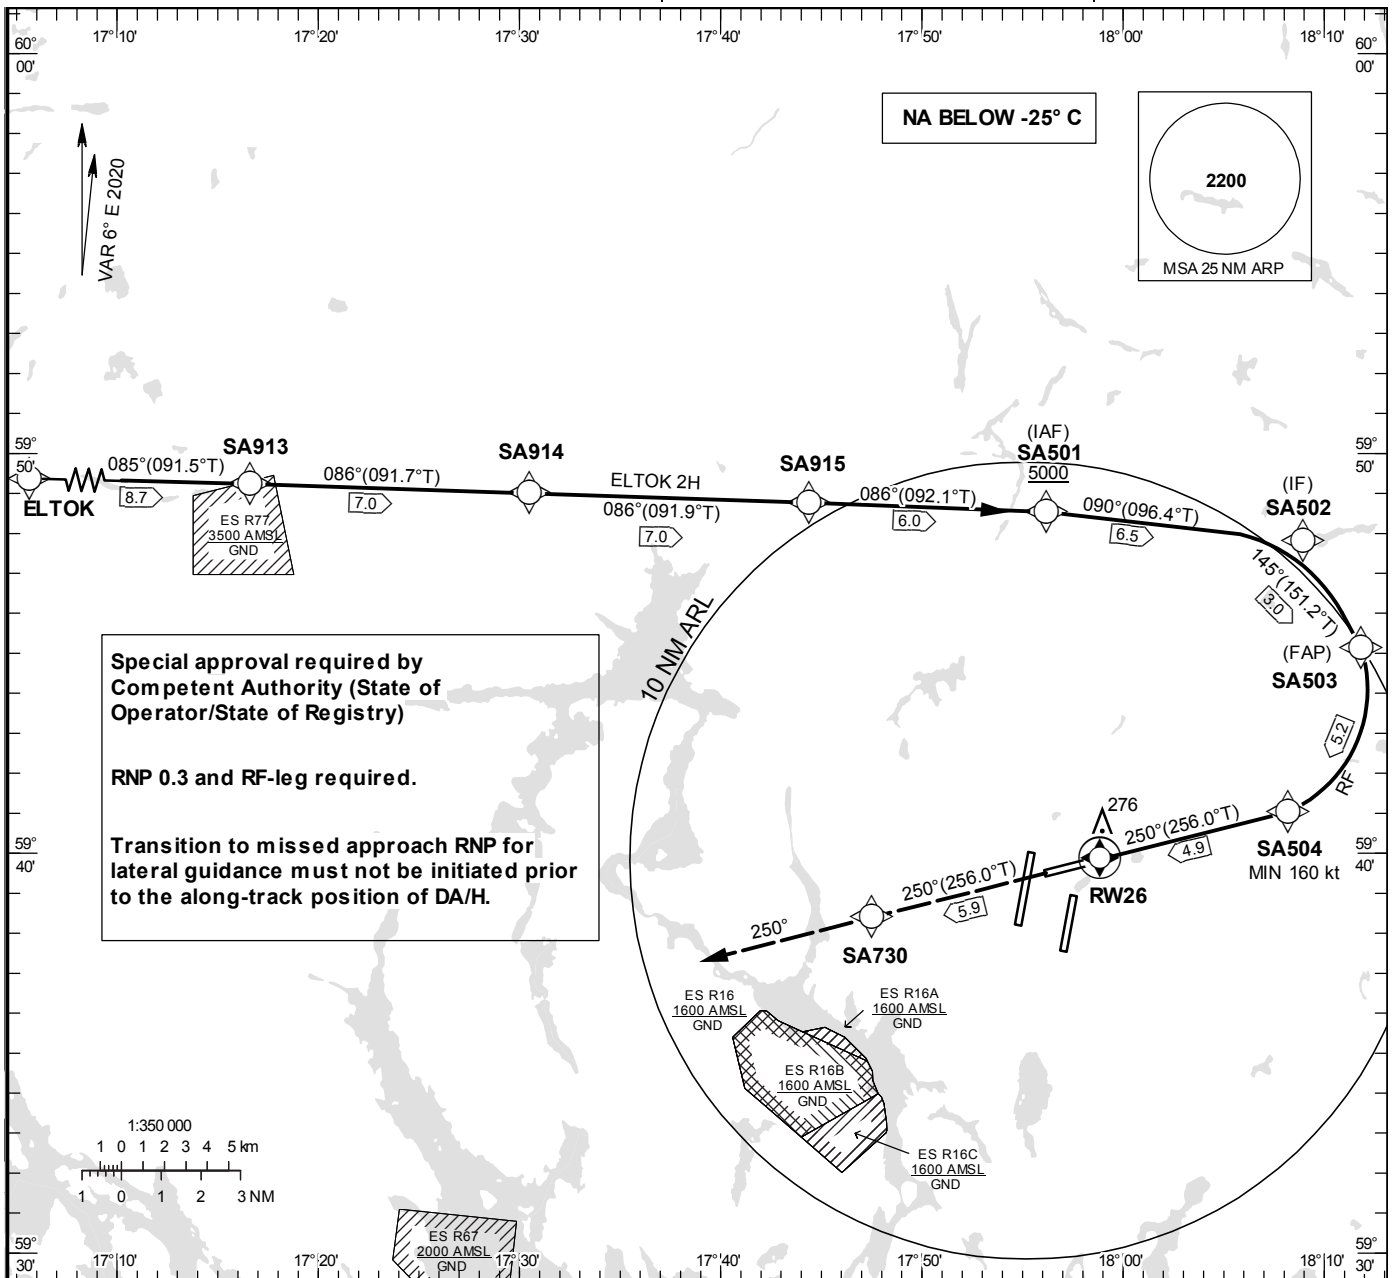 17°10'
17°20'
17°30'
17°40'
17°50'
18°00'
18°10'
60°
00'
60°
00'
NA BELOW -25° C
2200
MSA 25 NM ARP
VAR 6° E 2020
59°
50'
59°
50'
ELTOK
085°(091.5°T)
8.7
SA913
086°(091.7°T)
7.0
SA914
ELTOK 2H
086°(091.9°T)
7.0
SA915
086°(092.1°T)
6.0
(IAF)
SA501
5000
090°(096.4°T)
6.5
(IF)
SA502
145°(151.2°T)
3.0
(FAP)
SA503
5.2
RF
ES R77
3500 AMSL
GND
10 NM ARL
Special approval required by
Competent Authority (State of
Operator/State of Registry)
RNP 0.3 and RF-leg required.
Transition to missed approach RNP for
lateral guidance must not be initiated prior
to the along-track position of DA/H.
276
250°(256.0°T)
4.9
SA504
MIN 160 kt
59°
40'
59°
40'
RW26
250°(256.0°T)
5.9
SA730
250°
ES R16
1600 AMSL
GND
ES R16A
1600 AMSL
GND
ES R16B
1600 AMSL
GND
ES R16C
1600 AMSL
GND
1:350 000
1 0 1 2 3 4 5 km
1 0 1 2 3 NM
ES R67
2000 AMSL
GND
59°
30'
17°10'
17°20'
17°30'
17°40'
17°50'
18°00'
18°10'
59°
30'